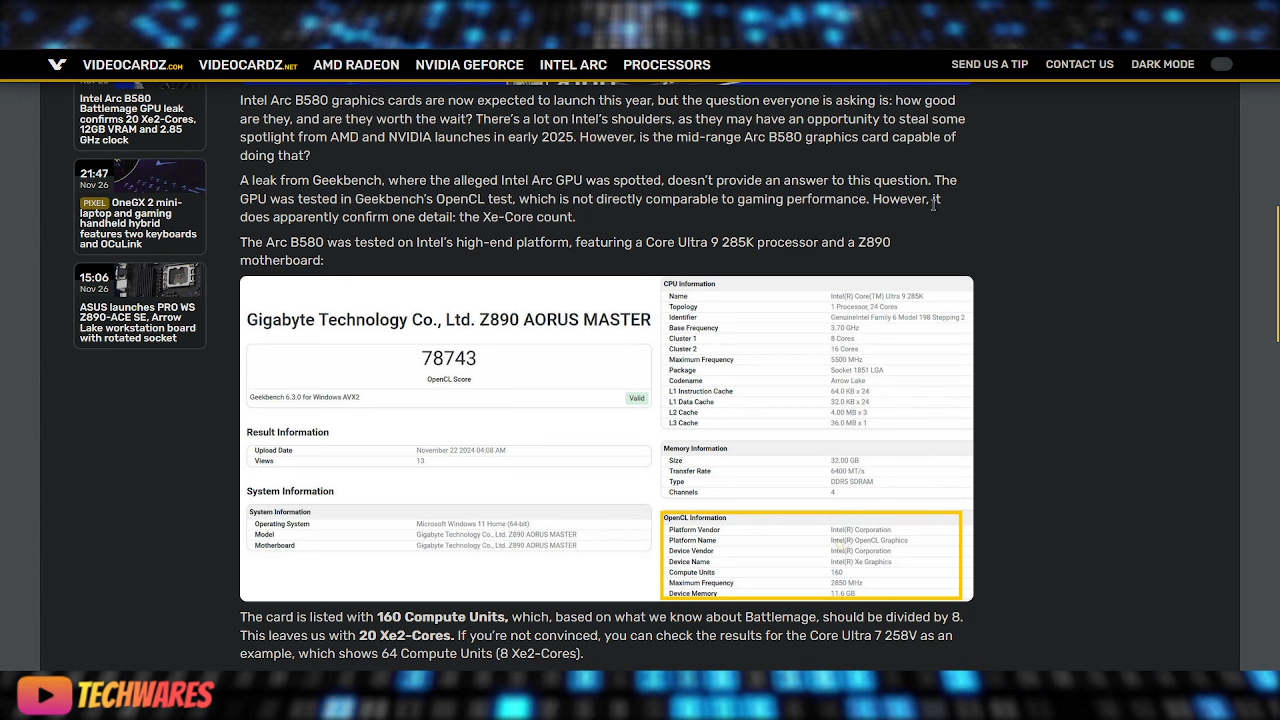 VIDEOCARDZ.COM VIDEOCARDZ.NET AMD RADEON NVIDIA GEFORCE INTEL ARC PROCESSORS SEND US A TIP CONTACT US DARK MODE
Intel Arc B580
Battlemage GPU leak
confirms 20 Xe2-Cores,
12GB VRAM and 2.85
GHz clock
21:47
Nov 26
PIXEL OneGX 2 mini-
laptop and gaming
handheld hybrid
features two keyboards
and OCuLink
15:06
Nov 26
ASUS launches PRO WS
Z890-ACE SE, Arrow
Lake workstation board
with rotated socket
Intel Arc B580 graphics cards are now expected to launch this year, but the question everyone is asking is: how good
are they, and are they worth the wait? There's a lot on Intel's shoulders, as they may have an opportunity to steal some
spotlight from AMD and NVIDIA launches in early 2025. However, is the mid-range Arc B580 graphics card capable of
doing that?
A leak from Geekbench, where the alleged Intel Arc GPU was spotted, doesn't provide an answer to this question. The
GPU was tested in Geekbench's OpenCL test, which is not directly comparable to gaming performance. However, it
does apparently confirm one detail: the Xe-Core count.
The Arc B580 was tested on Intel's high-end platform, featuring a Core Ultra 9 285K processor and a Z890
motherboard:
Gigabyte Technology Co., Ltd. Z890 AORUS MASTER
78743
OpenCL Score
Geekbench 6.3.0 for Windows AVX2 Valid
Result Information
Upload Date November 22 2024 04:08 AM
Views 13
System Information
System Information
Operating System Microsoft Windows 11 Home (64-bit)
Model Gigabyte Technology Co., Ltd. Z890 AORUS MASTER
Motherboard Gigabyte Technology Co., Ltd. Z890 AORUS MASTER
CPU Information
Name Intel(R) Core(TM) Ultra 9 285K
Topology 1 Processor, 24 Cores
Identifier GenuineIntel Family 6 Model 198 Stepping 2
Base Frequency 3.70 GHz
Cluster 1 8 Cores
Cluster 2 16 Cores
Maximum Frequency 5500 MHz
Package Socket 1851 LGA
Codename Arrow Lake
L1 Instruction Cache 64.0 KB x 24
L1 Data Cache 32.0 KB x 24
L2 Cache 4.00 MB x 3
L3 Cache 36.0 MB x 1
Memory Information
Size 32.00 GB
Transfer Rate 6400 MT/s
Type DDR5 SDRAM
Channels 4
OpenCL Information
Platform Vendor Intel(R) Corporation
Platform Name Intel(R) OpenCL Graphics
Device Vendor Intel(R) Corporation
Device Name Intel(R) Xe Graphics
Compute Units 160
Maximum Frequency 2850 MHz
Device Memory 11.6 GB
The card is listed with 160 Compute Units, which, based on what we know about Battlemage, should be divided by 8.
This leaves us with 20 Xe2-Cores. If you're not convinced, you can check the results for the Core Ultra 7 258V as an
example, which shows 64 Compute Units (8 Xe2-Cores).
TECHWARES